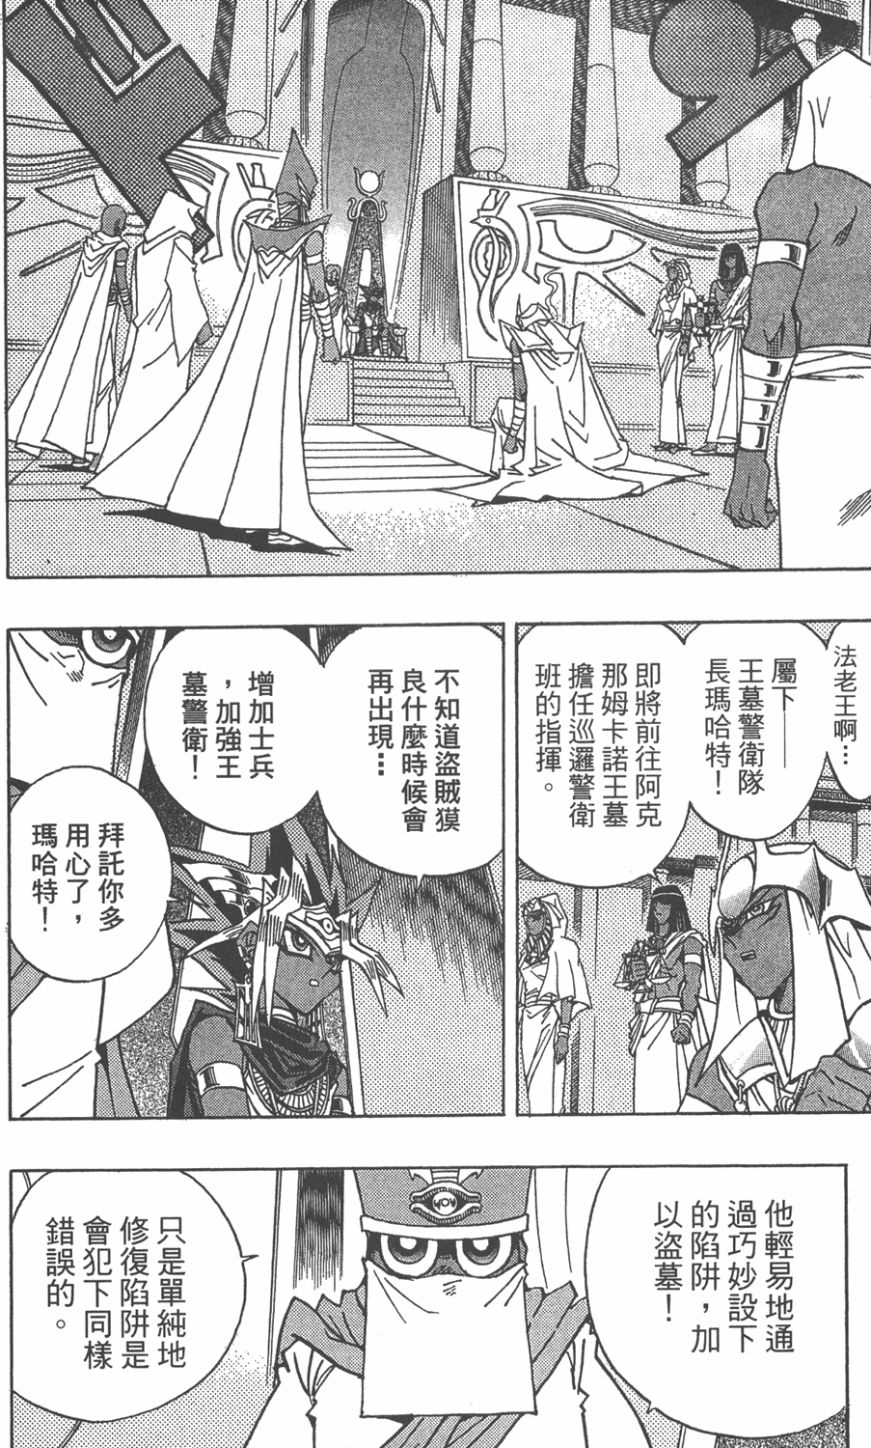 法老王啊…
屬下——
王墓警衛隊
長瑪哈特！
即將前往阿克
那姆卡諾王墓
擔任巡邏警衛
班的指揮。
不知道盜賊獏
良什麼時候會
再出現…
增加士兵
，加強王
墓警衛！
拜託你多
用心了，
瑪哈特！
他輕易地通
過巧妙設下
的陷阱，加
以盜墓！
只是單純地
修復陷阱是
會犯下同樣
錯誤的。